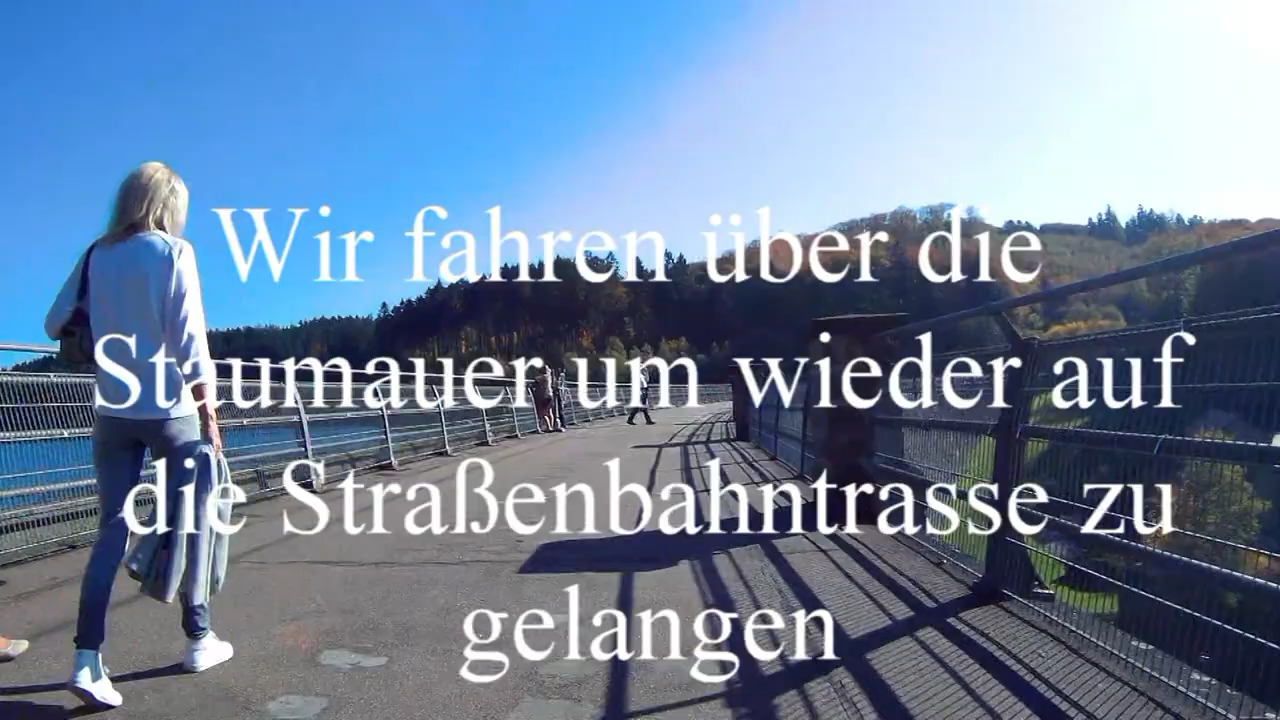 Wir fahren über die
Staumauer um wieder auf
die Straßenbahntrasse zu
gelangen